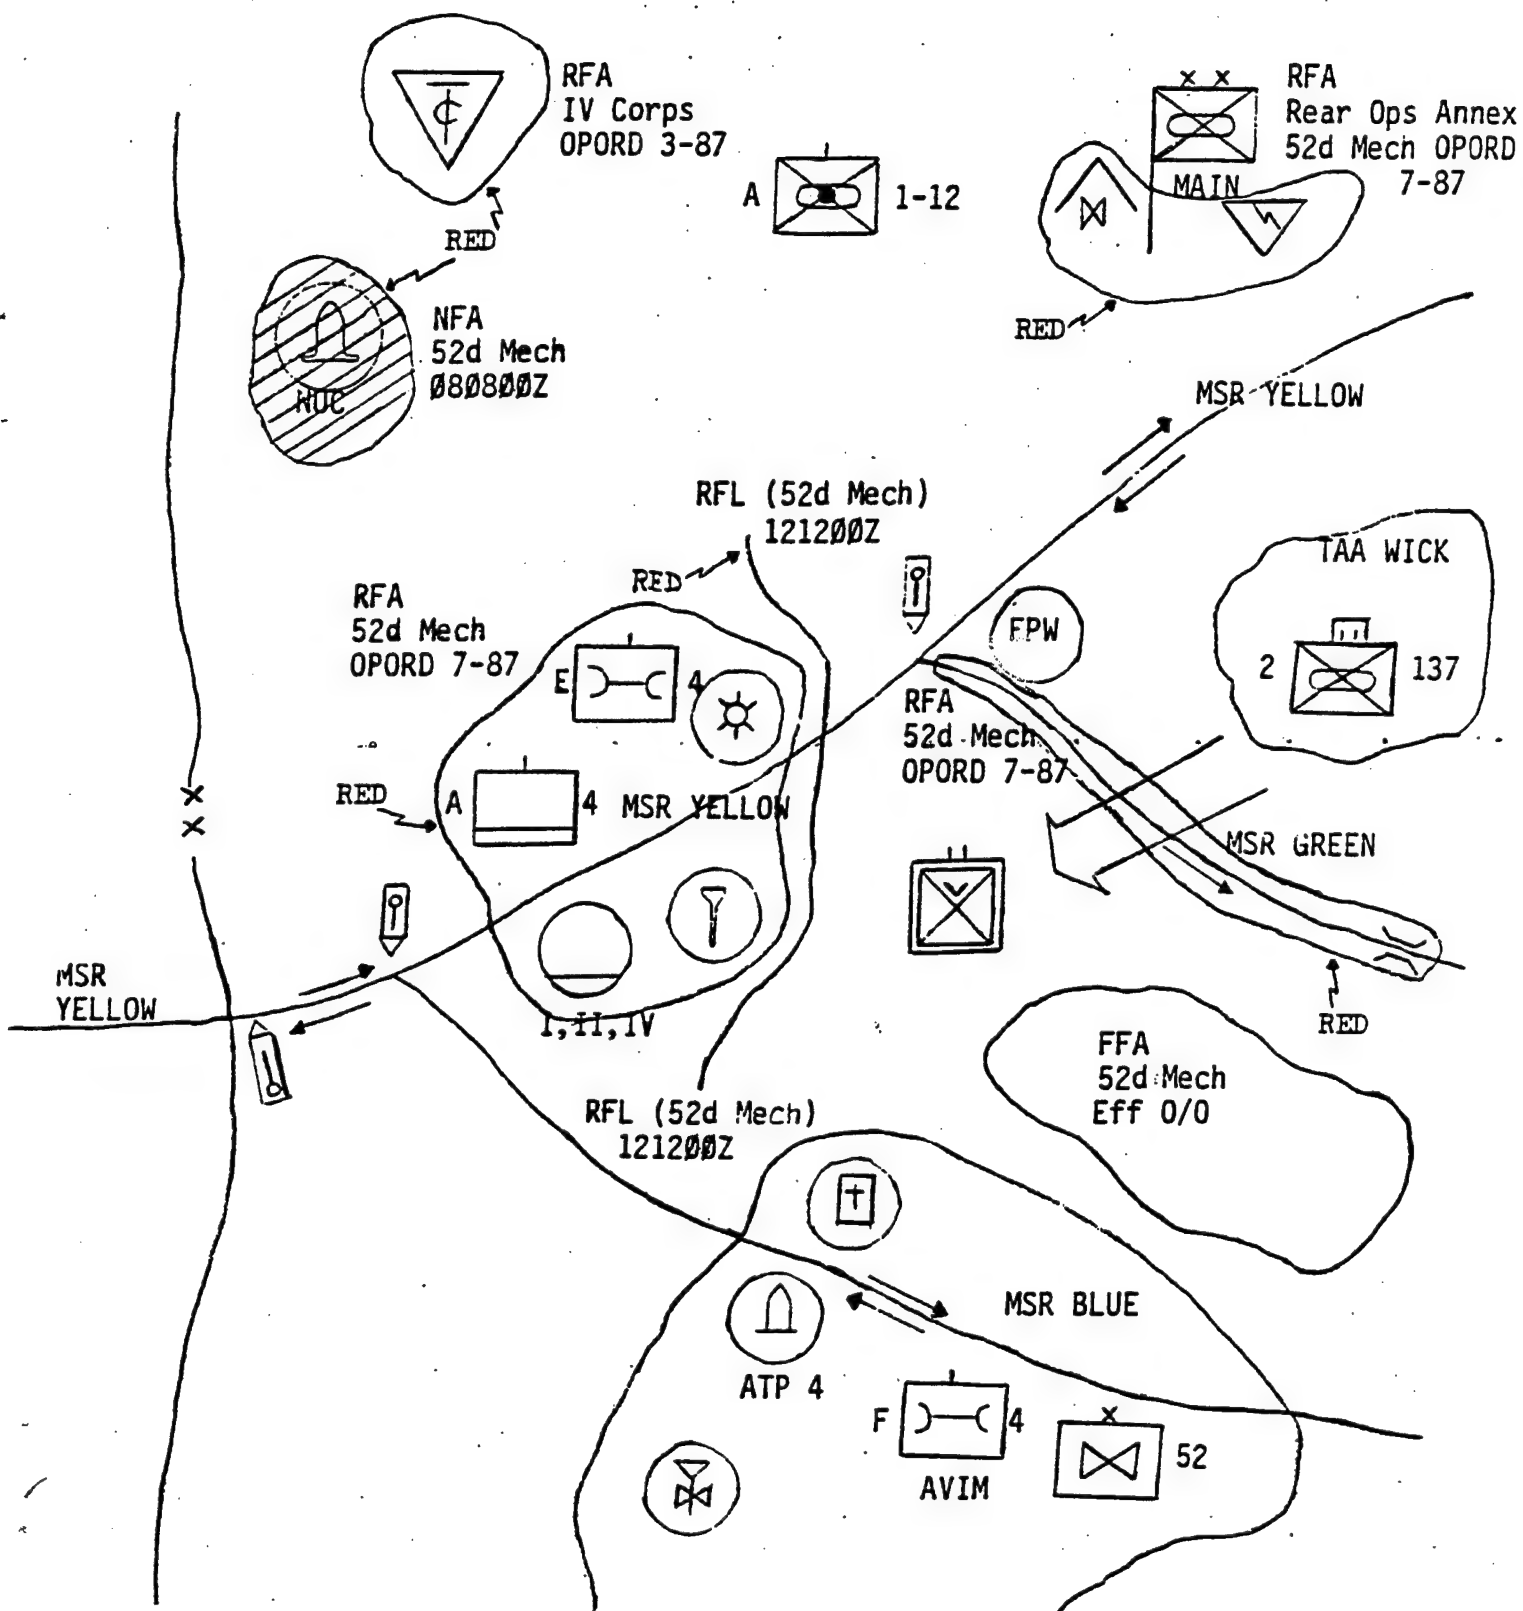 RFA
IV Corps
OPORD 3-87
RED
A 1-12
x x
RFA
Rear Ops Annex
52d Mech OPORD
7-87
MAIN
RED
NFA
52d Mech
Ø8Ø8ØØZ
NUC
MSR YELLOW
RFL (52d Mech)
1212ØØZ
RED
TAA WICK
2 137
EPW
RFA
52d Mech
OPORD 7-87
E 4
RFA
52d Mech
OPORD 7-87
RED
A 4
MSR YELLOW
MSR GREEN
X
X
MSR
YELLOW
I,II,IV
RED
FFA
52d Mech
Eff O/O
RFL (52d Mech)
1212ØØZ
MSR BLUE
ATP 4
F 4
AVIM
x
52